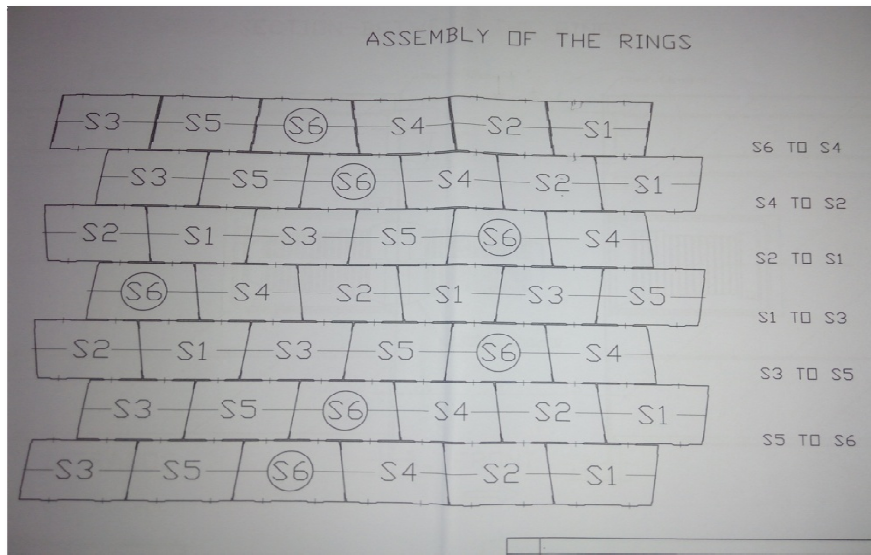 ASSEMBLY OF THE RINGS
S3 S5 S6 S4 S2 S1
S6 TO S4
S3 S5 S6 S4 S2 S1
S4 TO S2
S2 S1 S3 S5 S6 S4
S2 TO S1
S6 S4 S2 S1 S3 S5
S1 TO S3
S2 S1 S3 S5 S6 S4
S3 TO S5
S3 S5 S6 S4 S2 S1
S5 TO S6
S3 S5 S6 S4 S2 S1